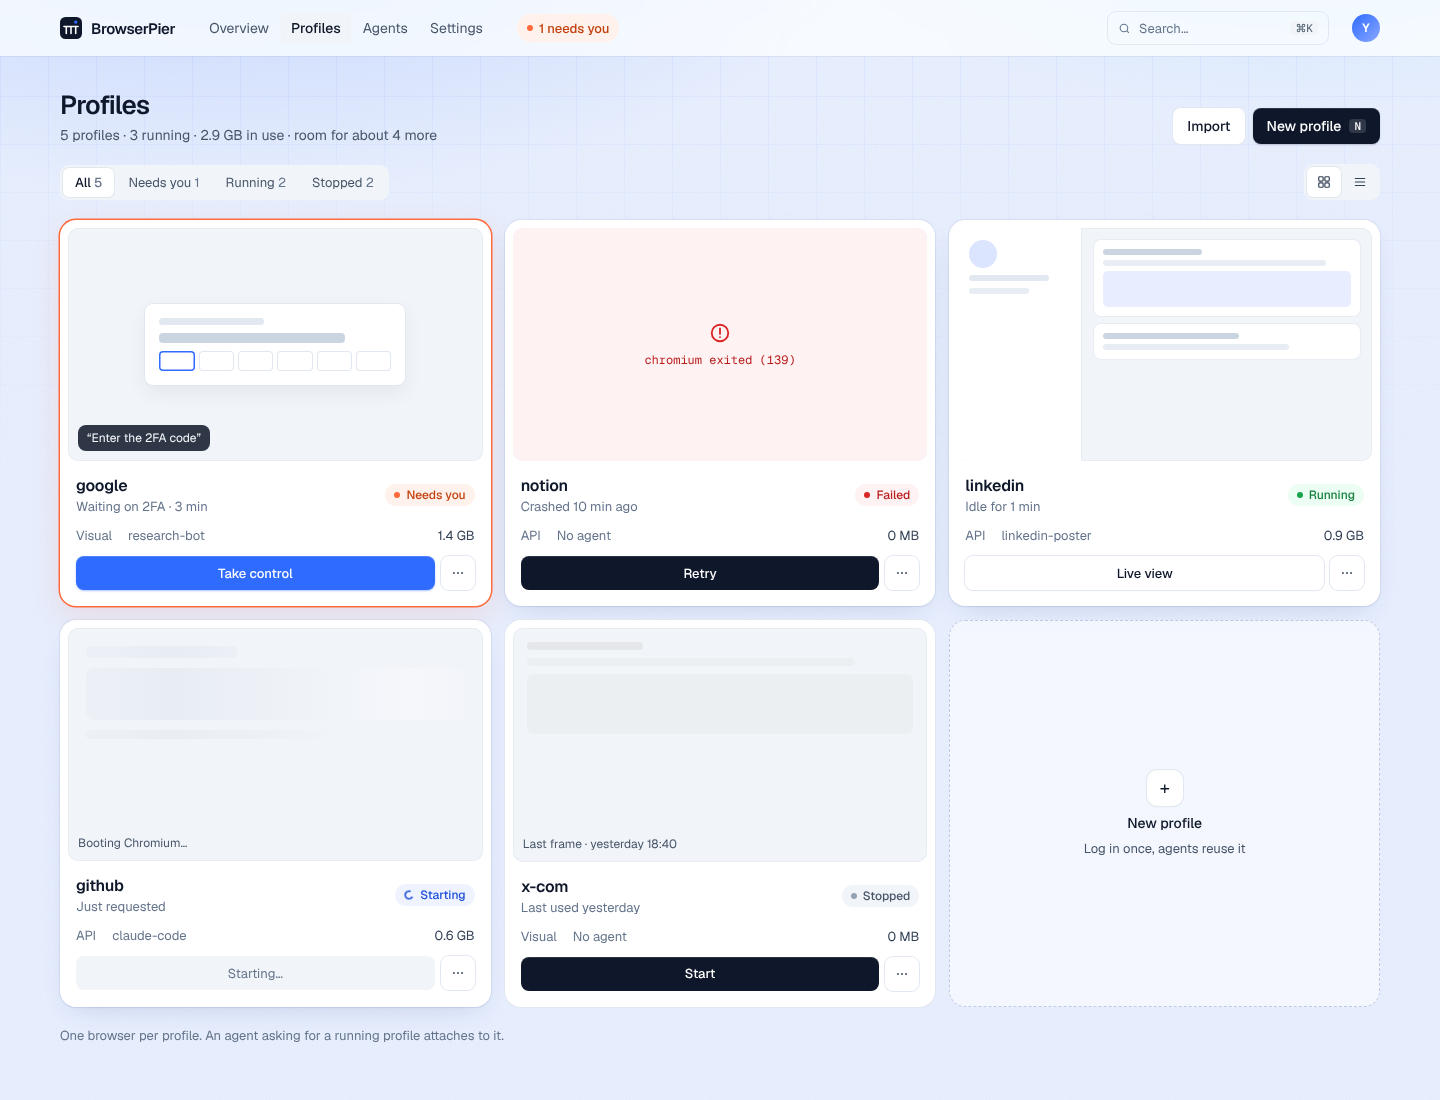 BrowserPier
Overview
Profiles
Agents
Settings
1 needs you
Search...
⌘K
Y
Profiles
5 profiles · 3 running · 2.9 GB in use · room for about 4 more
Import
New profile N
All 5
Needs you 1
Running 2
Stopped 2
“Enter the 2FA code”
google
Waiting on 2FA · 3 min
Needs you
Visual research-bot 1.4 GB
Take control
chromium exited (139)
notion
Crashed 10 min ago
Failed
API No agent 0 MB
Retry
linkedin
Idle for 1 min
Running
API linkedin-poster 0.9 GB
Live view
Booting Chromium...
github
Just requested
Starting
API claude-code 0.6 GB
Starting...
Last frame · yesterday 18:40
x-com
Last used yesterday
Stopped
Visual No agent 0 MB
Start
New profile
Log in once, agents reuse it
One browser per profile. An agent asking for a running profile attaches to it.